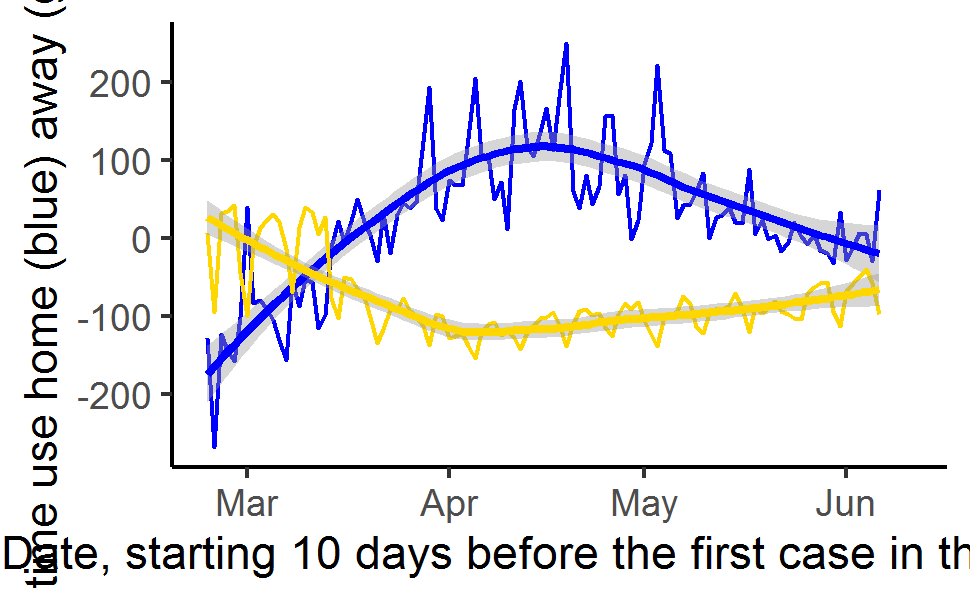 time use home (blue) away (
200
100
0
-100
-200
Mar Apr May Jun
Date, starting 10 days before the first case in th